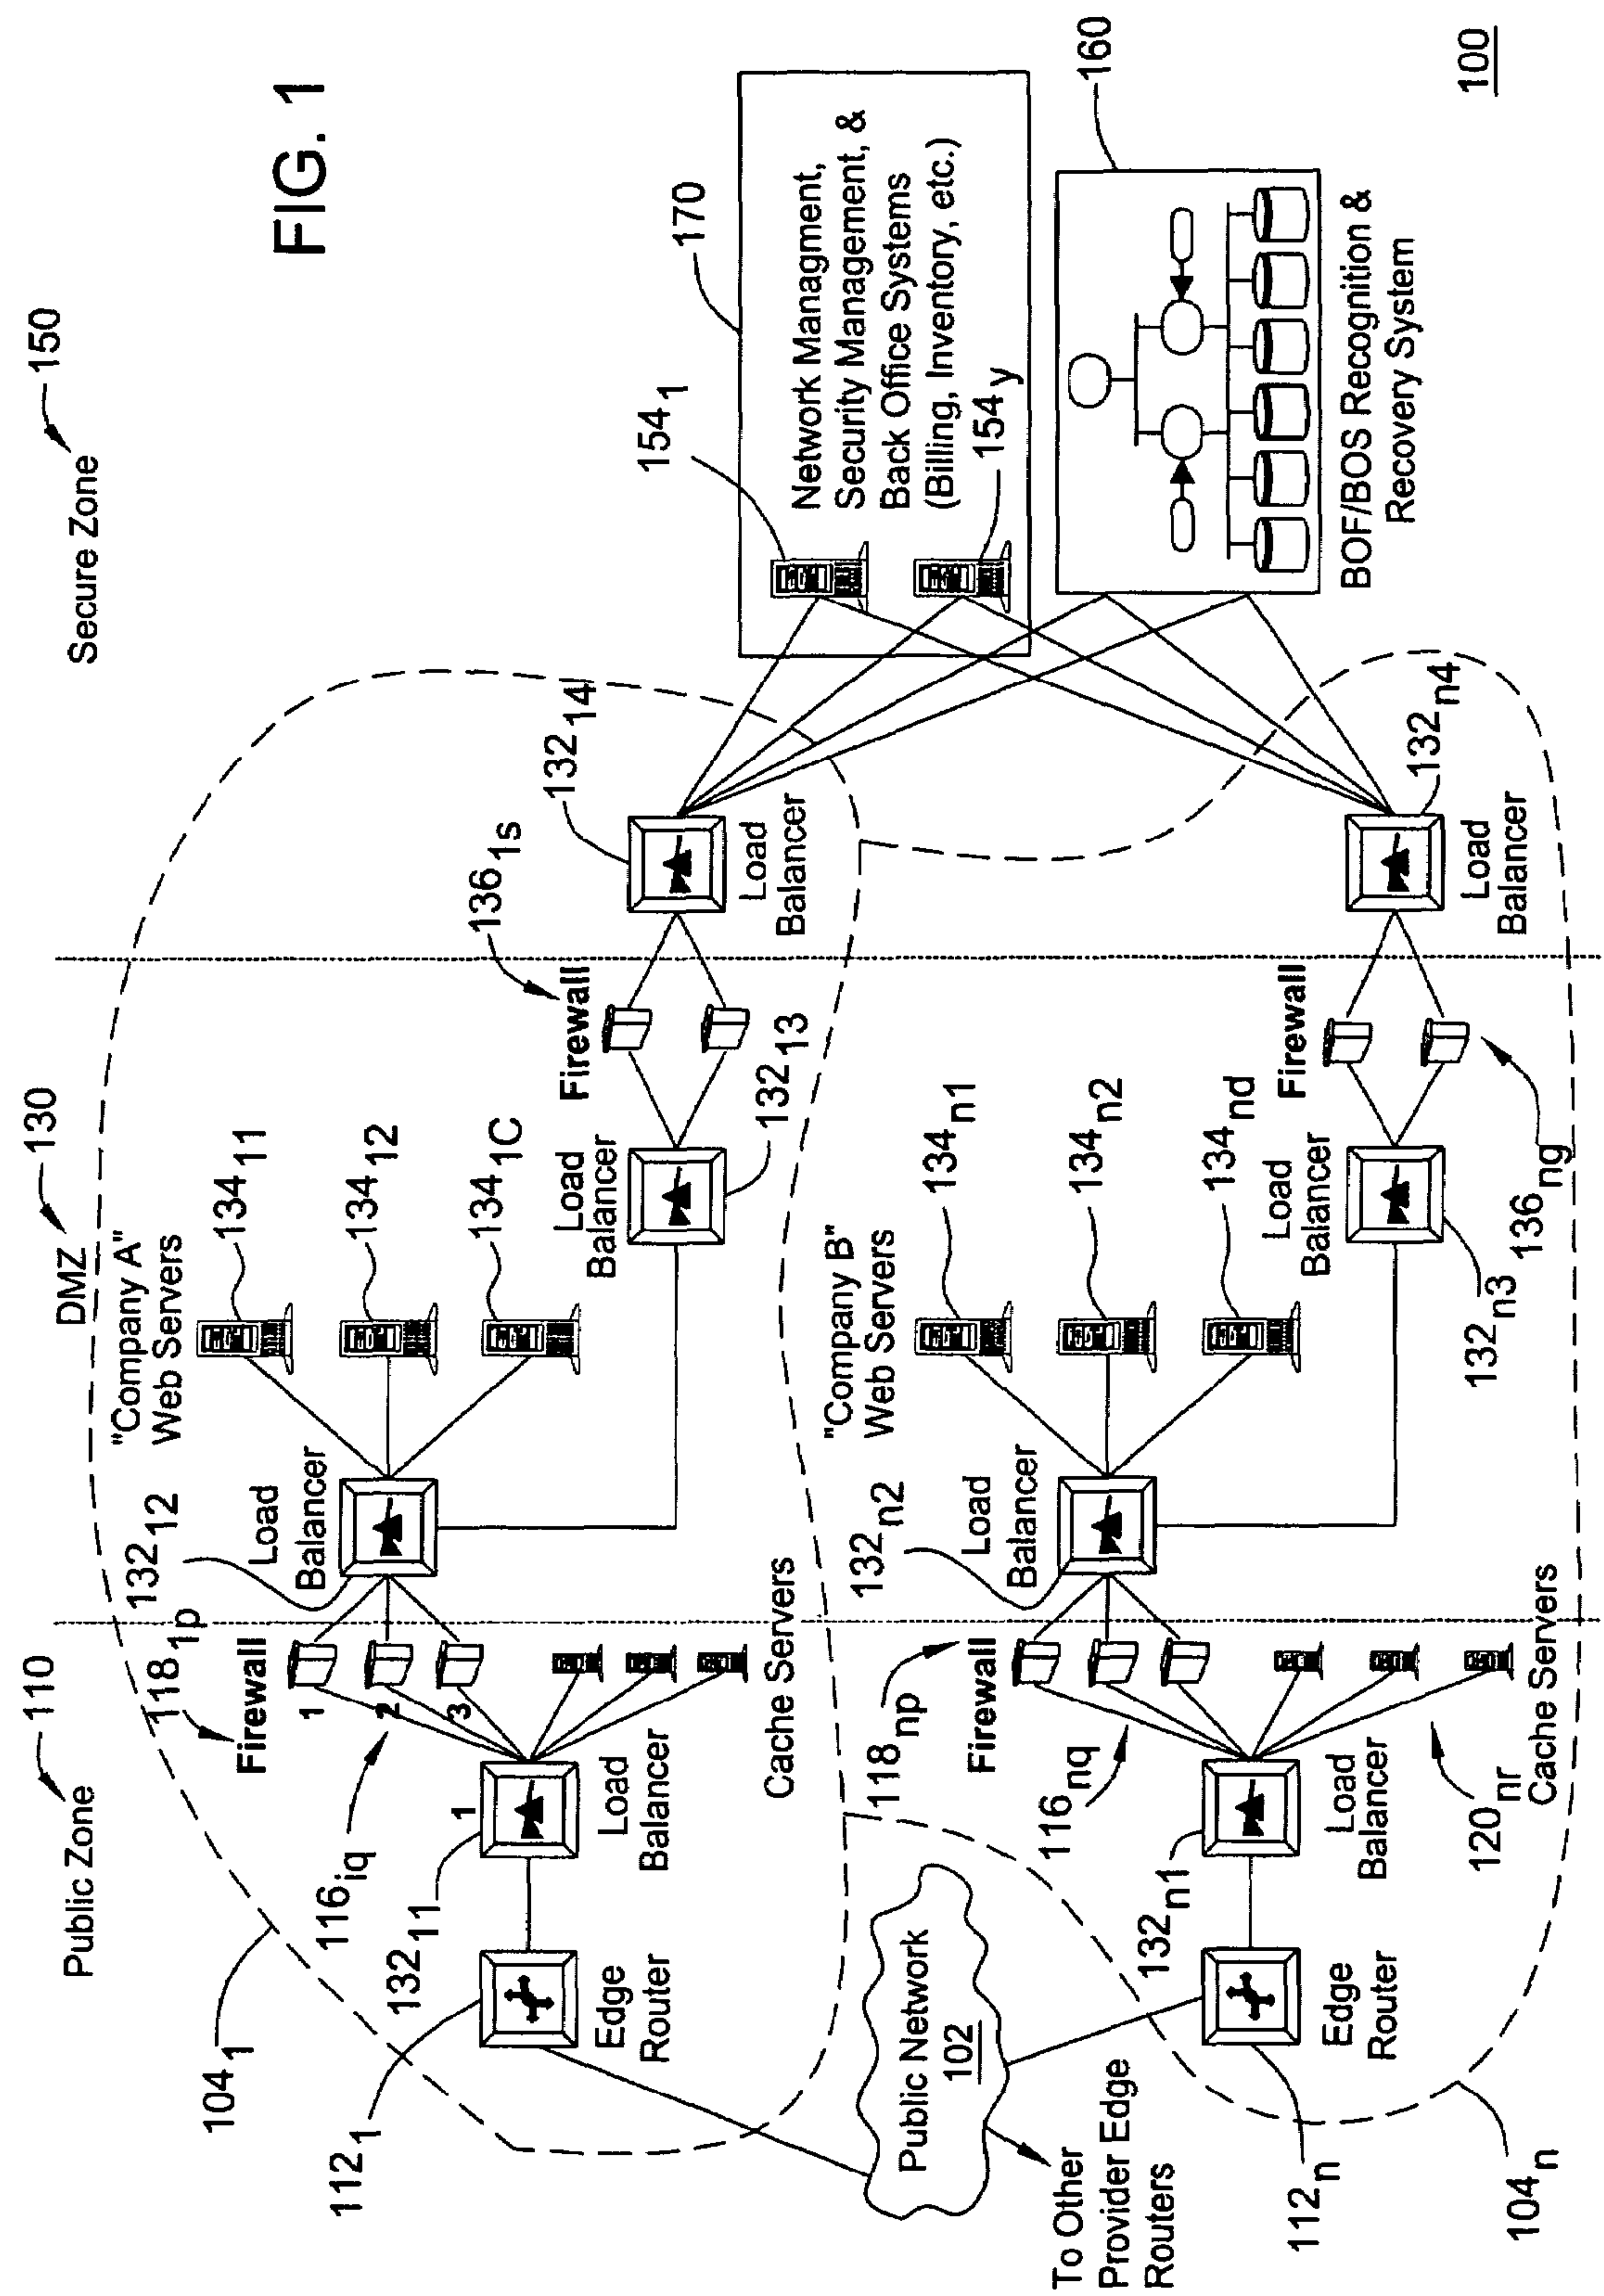 FIG. 1
100
Public Zone
110
DMZ
130
Secure Zone
150
104 1
118 1p
Firewall
1
2
3
116 iq
132 11
1
112 1
Edge
Router
Load
Balancer
Cache Servers
132 12
Load
Balancer
"Company A"
Web Servers
134 11
134 12
134 1C
Load
Balancer
132 13
Firewall
136 1s
132 14
Load
Balancer
170
154 1
Network Managment,
Security Management, &
Back Office Systems
(Billing, Inventory, etc.)
154 y
160
BOF/BOS Recognition &
Recovery System
Public Network
102
To Other
Provider Edge
Routers
118 np
Firewall
116 nq
132 n1
112 n
Edge
Router
Load
Balancer
120 nr
Cache Servers
104 n
132 n2
Load
Balancer
"Company B"
Web Servers
134 n1
134 n2
134 nd
Load
Balancer
132 n3
Firewall
136 ng
132 n4
Load
Balancer